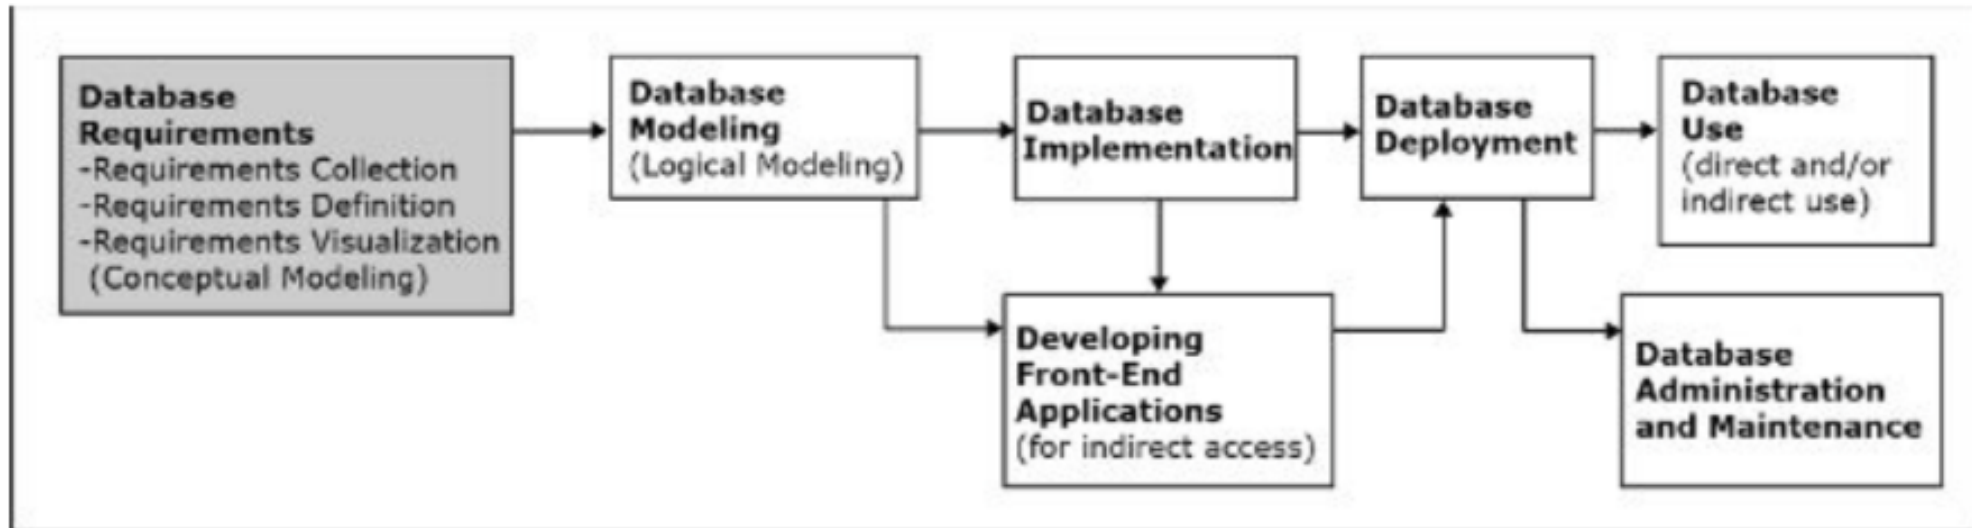 Database
Requirements
-Requirements Collection
-Requirements Definition
-Requirements Visualization
(Conceptual Modeling)
Database
Modeling
(Logical Modeling)
Database
Implementation
Database
Deployment
Database
Use
(direct and/or
indirect use)
Developing
Front-End
Applications
(for indirect access)
Database
Administration
and Maintenance